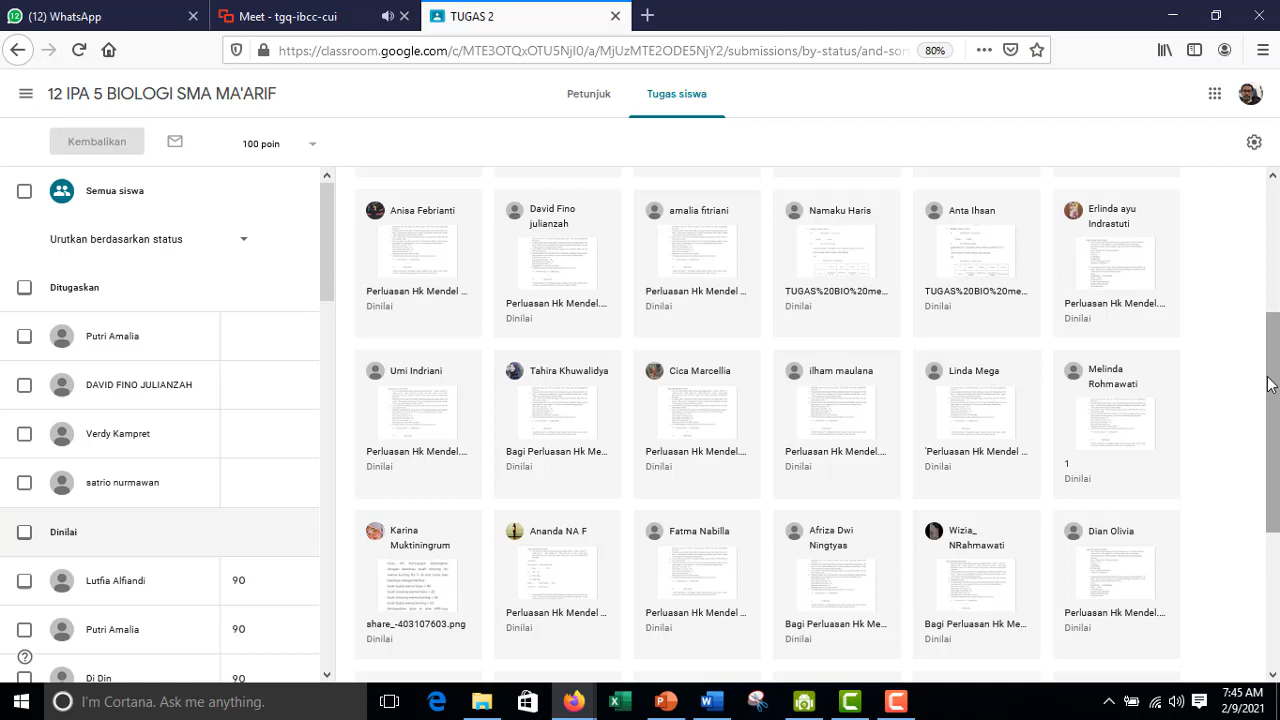 (12) WhatsApp
Meet - tgq-ibcc-cui
TUGAS 2
https://classroom.google.com/c/MTE3OTQxOTU5NjI0/a/MjUzMTE2ODE5NjY2/submissions/by-status/and-sor
80%
12 IPA 5 BIOLOGI SMA MA'ARIF
Petunjuk
Tugas siswa
Kembalikan
100 poin
Semua siswa
Urutkan berdasarkan status
Ditugaskan
Putri Amalia
DAVID FINO JULIANZAH
Verdy Kampret
satrio nurmawan
Dinilai
Lutfia Alfiandi 90
Putri Amalia 90
Di Din 90
Anisa Febrianti
Perluasan Hk Mendel ...
Dinilai
David Fino
julianzah
Perluasan Hk Mendel....
Dinilai
amalia fitriani
Perluasan Hk Mendel ...
Dinilai
Namaku Haris
TUGAS%20BIO%20me...
Dinilai
Anta Ihsan
TUGAS%20BIO%20me...
Dinilai
Erlinda ayu
Indraswati
Perluasan Hk Mendel....
Dinilai
Umi Indriani
Perluasan Hk Mendel....
Dinilai
Tahira Khuwalidya
Bagi Perluasan Hk Me...
Dinilai
Cica Marcellia
Perluasan Hk Mendel....
Dinilai
ilham maulana
Perluasan Hk Mendel....
Dinilai
Linda Mega
'Perluasan Hk Mendel ...
Dinilai
Melinda
Rohmawati
1
Dinilai
Karina
Muktiningrum
share_-403107603.png
Dinilai
Ananda NA F
Perluasan Hk Mendel....
Dinilai
Fatma Nabilla
Perluasan Hk Mendel ...
Dinilai
Afriza Dwi
Ningtyas
Bagi Perluasan Hk Me...
Dinilai
Wizia_
NRahmawati
Bagi Perluasan Hk Me...
Dinilai
Dian Olivia
Perluasan Hk Mendel....
Dinilai
I'm Cortana. Ask me anything.
7:45 AM
2/9/2021